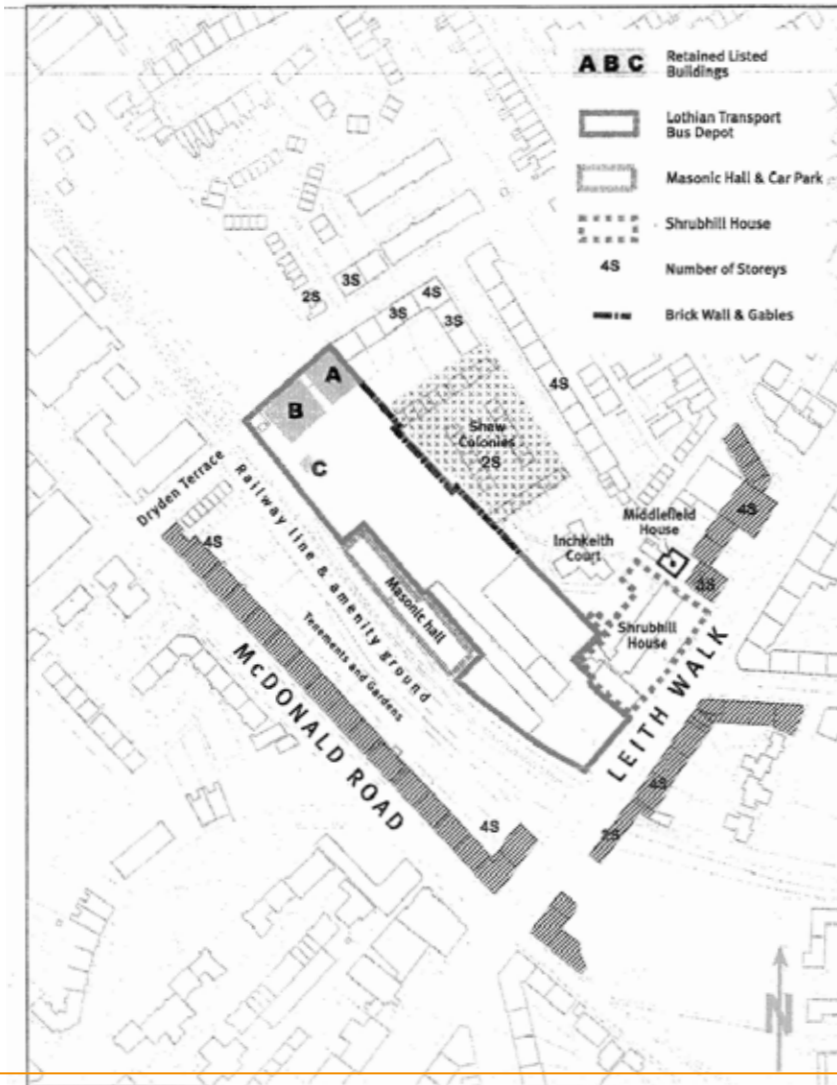 A B C
Retained Listed
Buildings
Lothian Transport
Bus Depot
Masonic Hall & Car Park
Shrubhill House
4S
Number of Storeys
Brick Wall & Gables
2S
3S
3S
4S
3S
4S
A
B
C
Shaw
Colonies
2S
Dryden Terrace
4S
Railway line & amenity ground
Tenements and Gardens
Masonic hall
Inchkeith
Court
Middlefield
House
4S
3S
Shrubhill
House
McDONALD ROAD
LEITH WALK
4S
4S
2S
N